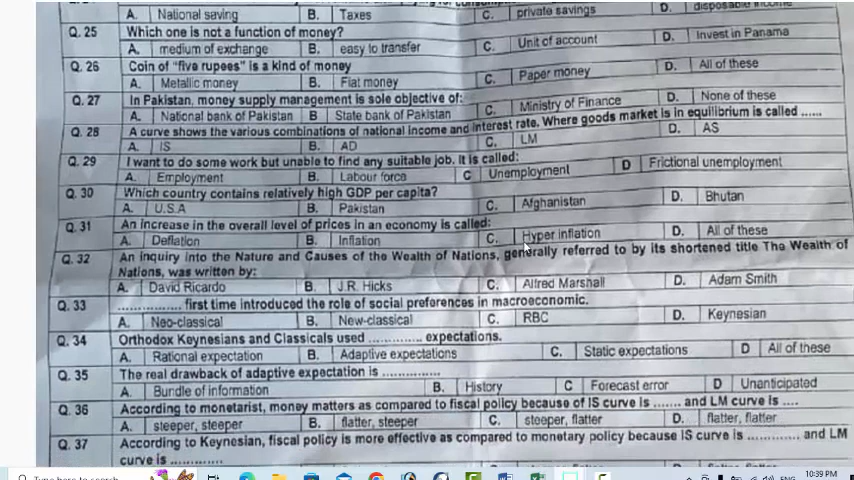 A. National saving B. Taxes C. private savings D. disposable income
Q. 25 Which one is not a function of money?
A. medium of exchange B. easy to transfer C. Unit of account D. Invest in Panama
Q. 26 Coin of "five rupees" is a kind of money
A. Metallic money B. Fiat money C. Paper money D. All of these
Q. 27 In Pakistan, money supply management is sole objective of:
A. National bank of Pakistan B State bank of Pakistan C. Ministry of Finance D. None of these
Q. 28 A curve shows the various combinations of national income and interest rate. Where goods market is in equilibrium is called ......
A. IS B. AD C. LM D. AS
Q. 29 I want to do some work but unable to find any suitable job. It is called:
A. Employment B. Labour force C Unemployment D Frictional unemployment
Q. 30 Which country contains relatively high GDP per capita?
A. U.S.A B. Pakistan C. Afghanistan D. Bhutan
Q. 31 An increase in the overall level of prices in an economy is called:
A. Deflation B. Inflation C. Hyper inflation D. All of these
Q. 32 An inquiry into the Nature and Causes of the Wealth of Nations, generally referred to by its shortened title The Wealth of
Nations, was written by:
A. David Ricardo B. J.R. Hicks C. Alfred Marshall D. Adam Smith
Q. 33 ................. first time introduced the role of social preferences in macroeconomic.
A. Neo-classical B. New-classical C. RBC D. Keynesian
Q. 34 Orthodox Keynesians and Classicals used .............. expectations.
A. Rational expectation B. Adaptive expectations C. Static expectations D All of these
Q. 35 The real drawback of adaptive expectation is ...............
A. Bundle of information B. History C Forecast error D Unanticipated
Q. 36 According to monetarist, money matters as compared to fiscal policy because of IS curve is ....... and LM curve is ....
A. steeper, steeper B. flatter, steeper C. steeper, flatter D. flatter, flatter
Q. 37 According to Keynesian, fiscal policy is more effective as compared to monetary policy because IS curve is ............. and LM
curve is .............
Type here to search
ENG 10:39 PM